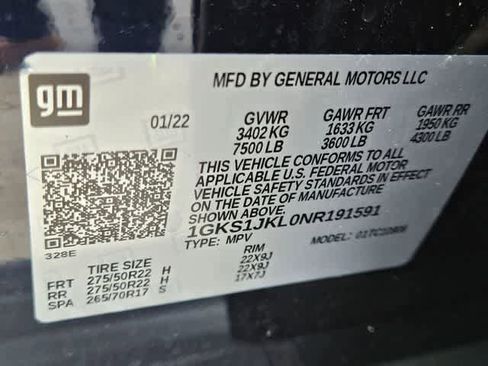 gm
MFD BY GENERAL MOTORS LLC
01/22 GVWR GAWR FRT GAWR RR
3402 KG 1633 KG 1950 KG
7500 LB 3600 LB 4300 LB
THIS VEHICLE CONFORMS TO ALL
APPLICABLE U.S. FEDERAL MOTOR
VEHICLE SAFETY STANDARDS IN EFFECT
ON THE DATE OF MANUFACTURE
SHOWN ABOVE.
1GKS1JKL0NR191591
TYPE: MPV MODEL:
328E
TIRE SIZE RIM
FRT 275/50R22 H 22X9J
RR 275/50R22 H 22X9J
SPA 265/70R17 S 17X7J